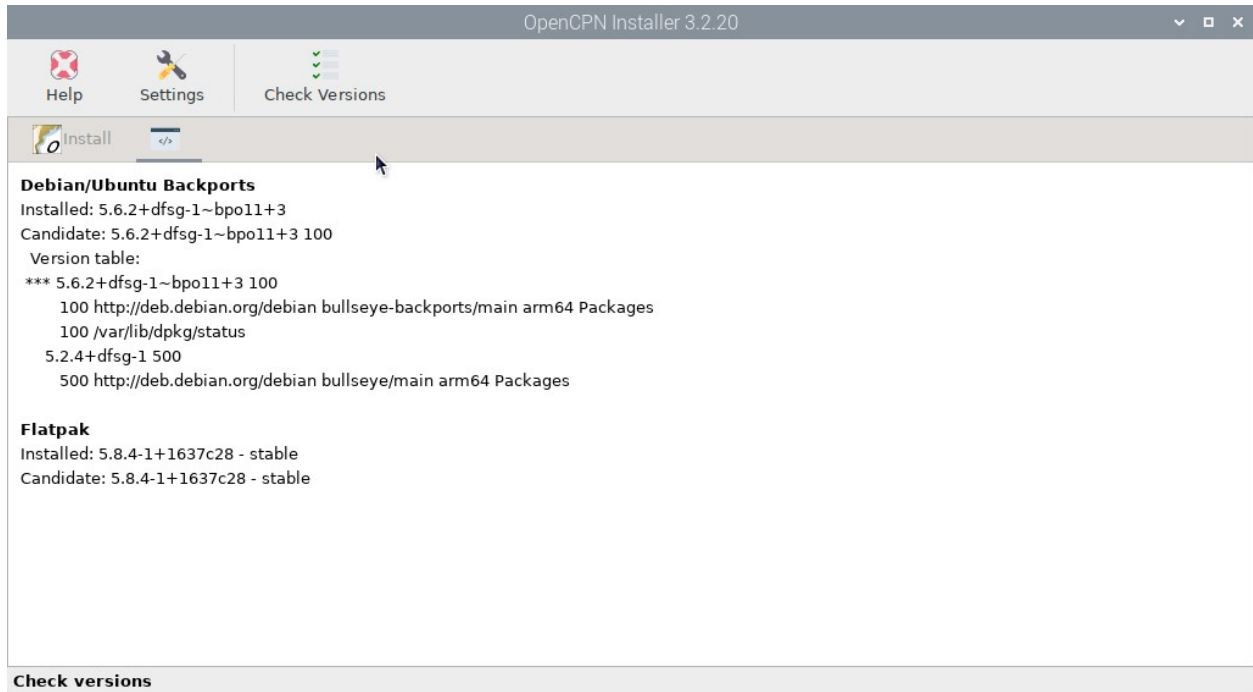 OpenCPN Installer 3.2.20
Help Settings Check Versions
Install </>
Debian/Ubuntu Backports
Installed: 5.6.2+dfsg-1~bpo11+3
Candidate: 5.6.2+dfsg-1~bpo11+3 100
Version table:
*** 5.6.2+dfsg-1~bpo11+3 100
100 http://deb.debian.org/debian bullseye-backports/main arm64 Packages
100 /var/lib/dpkg/status
5.2.4+dfsg-1 500
500 http://deb.debian.org/debian bullseye/main arm64 Packages
Flatpak
Installed: 5.8.4-1+1637c28 - stable
Candidate: 5.8.4-1+1637c28 - stable
Check versions